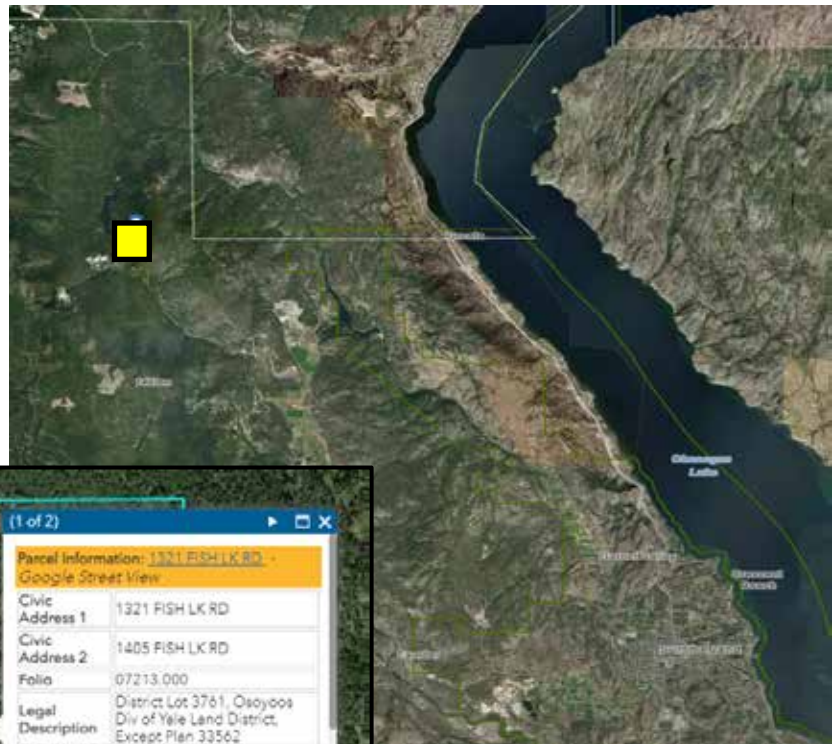 Okanagan
Lake
(1 of 2)
Parcel Information: 1321 FISH LK RD -
Google Street View
Civic
Address 1
1321 FISH LK RD
Civic
Address 2
1405 FISH LK RD
Folio
07213.000
Legal
Description
District Lot 3761, Osoyoos
Div of Yale Land District,
Except Plan 33562